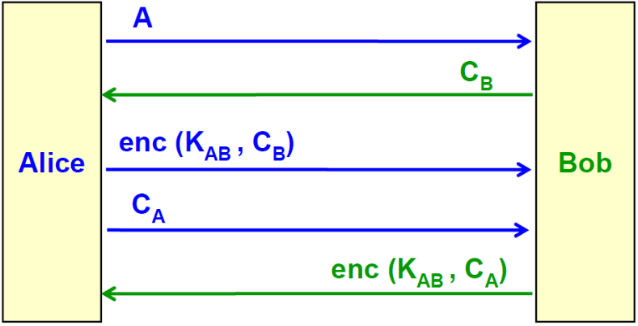 A
C_B
enc (K_AB , C_B)
Alice
Bob
C_A
enc (K_AB , C_A)